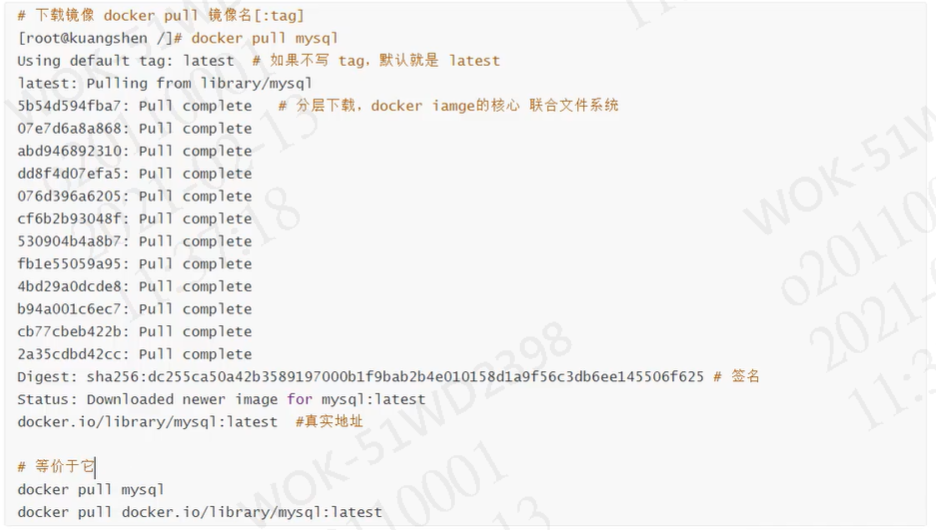 # 下载镜像 docker pull 镜像名[:tag]
[root@kuangshen /]# docker pull mysql
Using default tag: latest  # 如果不写 tag，默认就是 latest
latest: Pulling from library/mysql
5b54d594fba7: Pull complete   # 分层下载，docker iamge的核心 联合文件系统
07e7d6a8a868: Pull complete
abd946892310: Pull complete
dd8f4d07efa5: Pull complete
076d396a6205: Pull complete
cf6b2b93048f: Pull complete
530904b4a8b7: Pull complete
fb1e55059a95: Pull complete
4bd29a0dcde8: Pull complete
b94a001c6ec7: Pull complete
cb77cbeb422b: Pull complete
2a35cdbd42cc: Pull complete
Digest: sha256:dc255ca50a42b3589197000b1f9bab2b4e010158d1a9f56c3db6ee145506f625 # 签名
Status: Downloaded newer image for mysql:latest
docker.io/library/mysql:latest  #真实地址
# 等价于它
docker pull mysql
docker pull docker.io/library/mysql:latest
WOK-51WD2398